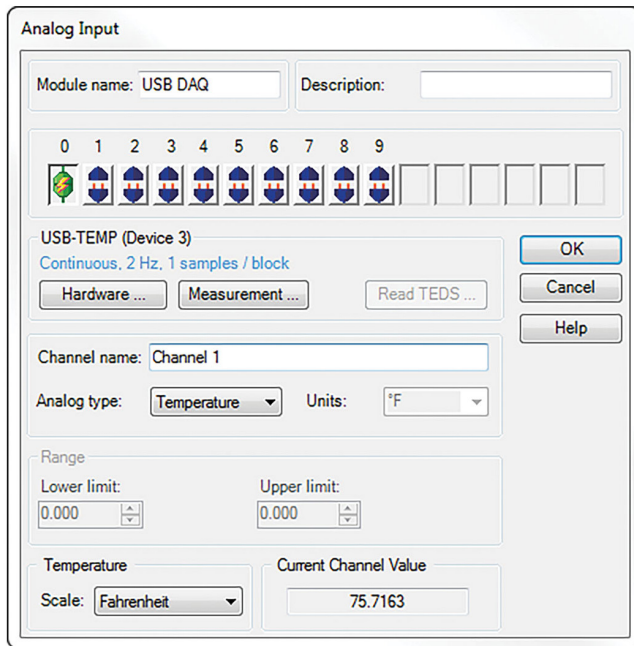 Analog Input
Module name: USB DAQ Description:
0 1 2 3 4 5 6 7 8 9
USB-TEMP (Device 3)
Continuous, 2 Hz, 1 samples / block
Hardware ... Measurement ... Read TEDS ...
OK
Cancel
Help
Channel name: Channel 1
Analog type: Temperature Units: °F
Range
Lower limit: Upper limit:
0.000 0.000
Temperature Current Channel Value
Scale: Fahrenheit 75.7163